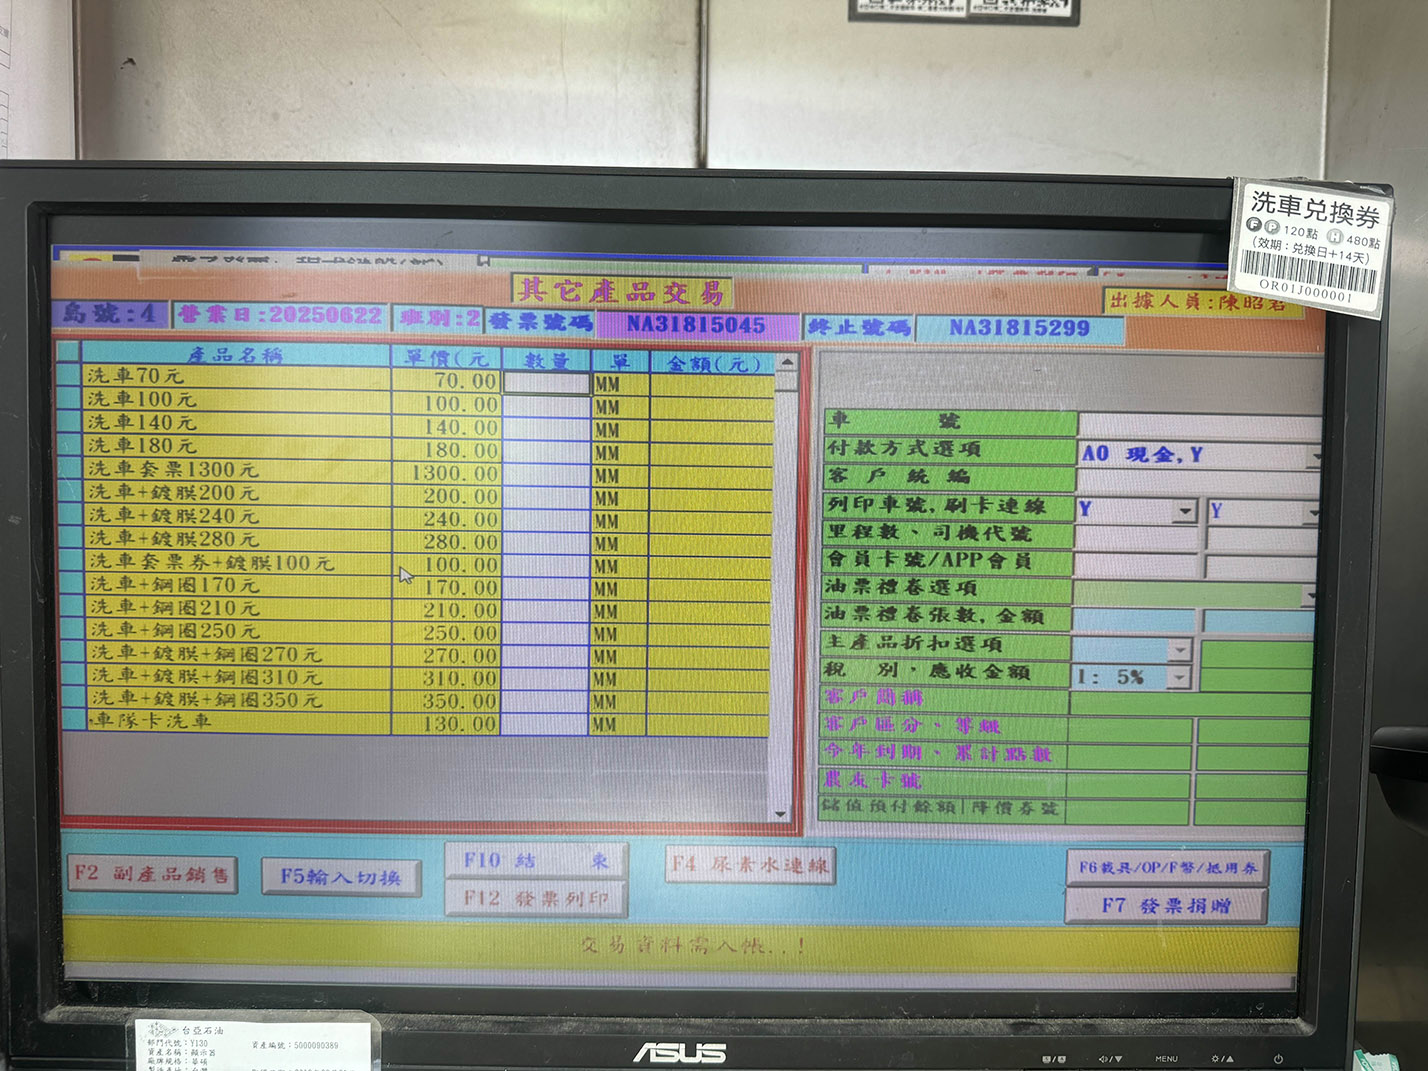 洗車兌換券
F P 120點 H 480點
(效期：兌換日+14天)
OR01J000001
其它產品交易
出據人員:陳昭君
島號:4 營業日:20250622 班別:2 發票號碼 NA31815045 終止號碼 NA31815299
產品名稱 單價(元 數量 單 金額(元)
洗車70元 70.00 MM
洗車100元 100.00 MM
洗車140元 140.00 MM
洗車180元 180.00 MM
洗車套票1300元 1300.00 MM
洗車+鍍膜200元 200.00 MM
洗車+鍍膜240元 240.00 MM
洗車+鍍膜280元 280.00 MM
洗車套票券+鍍膜100元 100.00 MM
洗車+鋼圈170元 170.00 MM
洗車+鋼圈210元 210.00 MM
洗車+鋼圈250元 250.00 MM
洗車+鍍膜+鋼圈270元 270.00 MM
洗車+鍍膜+鋼圈310元 310.00 MM
洗車+鍍膜+鋼圈350元 350.00 MM
車隊卡洗車 130.00 MM
車 號
付款方式選項 A0 現金,Y
客 戶 統 編
列印車號,刷卡連線 Y Y
里程數、司機代號
會員卡號/APP會員
油票禮卷選項
油票禮卷張數,金額
主產品折扣選項
稅 別，應收金額 1: 5%
客戶簡稱
客戶區分、等級
今年到期、累計點數
農友卡號
儲值預付餘額|降價券號
F2 副產品銷售
F5輸入切換
F10 結 束
F12 發票列印
F4 尿素水連線
F6載具/OP/F幣/抵用券
F7 發票捐贈
交易資料需入帳..!
台亞石油
部門代號：Y130 資產編號：5000000389
資產名稱：顯示器
廠牌規格：華碩
ASUS
MENU